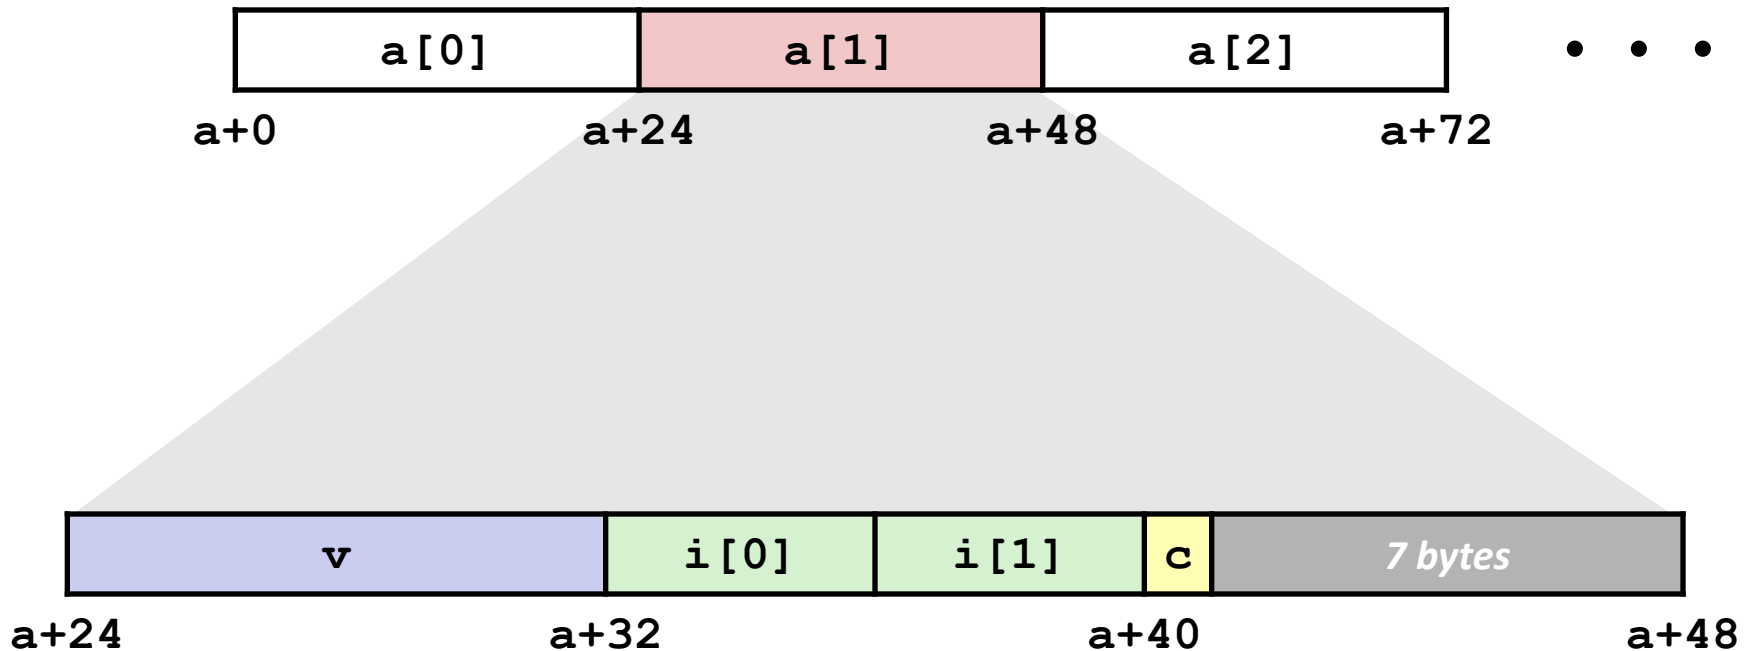 a[0] a[1] a[2] • • •
a+0 a+24 a+48 a+72
v i[0] i[1] c 7 bytes
a+24 a+32 a+40 a+48